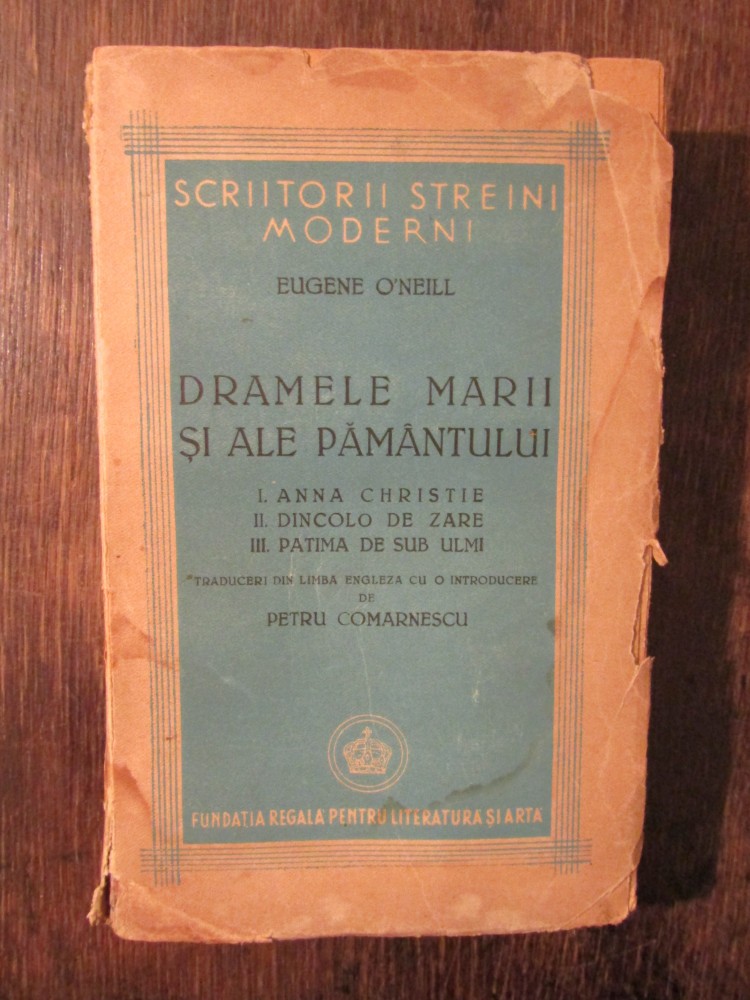 SCRIITORII STREINI
MODERNI
EUGENE O'NEILL
DRAMELE MARII
ȘI ALE PĂMÂNTULUI
I. ANNA CHRISTIE
II. DINCOLO DE ZARE
III. PATIMA DE SUB ULMI
TRADUCERI DIN LIMBA ENGLEZA CU O INTRODUCERE
DE
PETRU COMARNESCU
FUNDAȚIA REGALĂ PENTRU LITERATURĂ ȘI ARTĂ